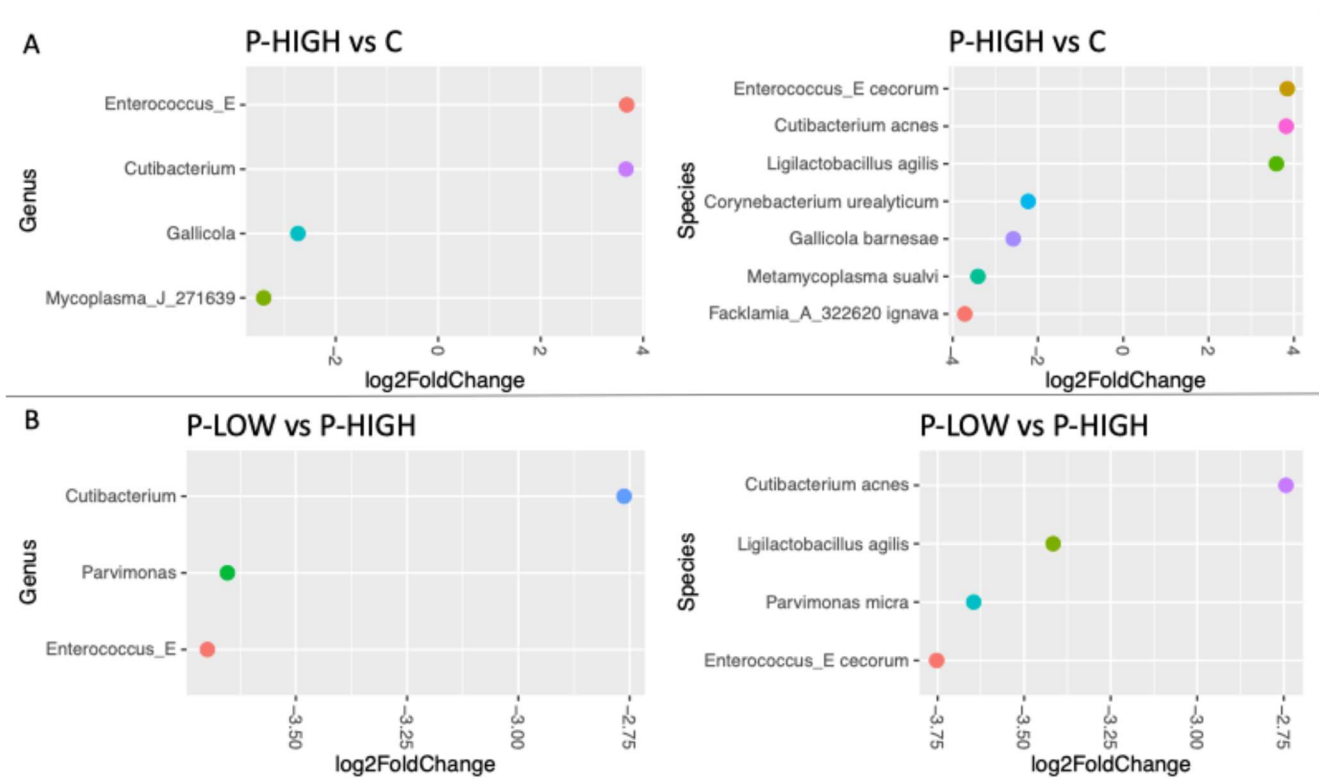 A
P-HIGH vs C
Genus
Enterococcus_E
Cutibacterium
Gallicola
Mycoplasma_J_271639
−2
0
2
4
log2FoldChange
P-HIGH vs C
Species
Enterococcus_E cecorum
Cutibacterium acnes
Ligilactobacillus agilis
Corynebacterium urealyticum
Gallicola barnesae
Metamycoplasma sualvi
Facklamia_A_322620 ignava
−4
−2
0
2
4
log2FoldChange
B
P-LOW vs P-HIGH
Genus
Cutibacterium
Parvimonas
Enterococcus_E
−3.50
−3.25
−3.00
−2.75
log2FoldChange
P-LOW vs P-HIGH
Species
Cutibacterium acnes
Ligilactobacillus agilis
Parvimonas micra
Enterococcus_E cecorum
−3.75
−3.50
−3.25
−3.00
−2.75
log2FoldChange